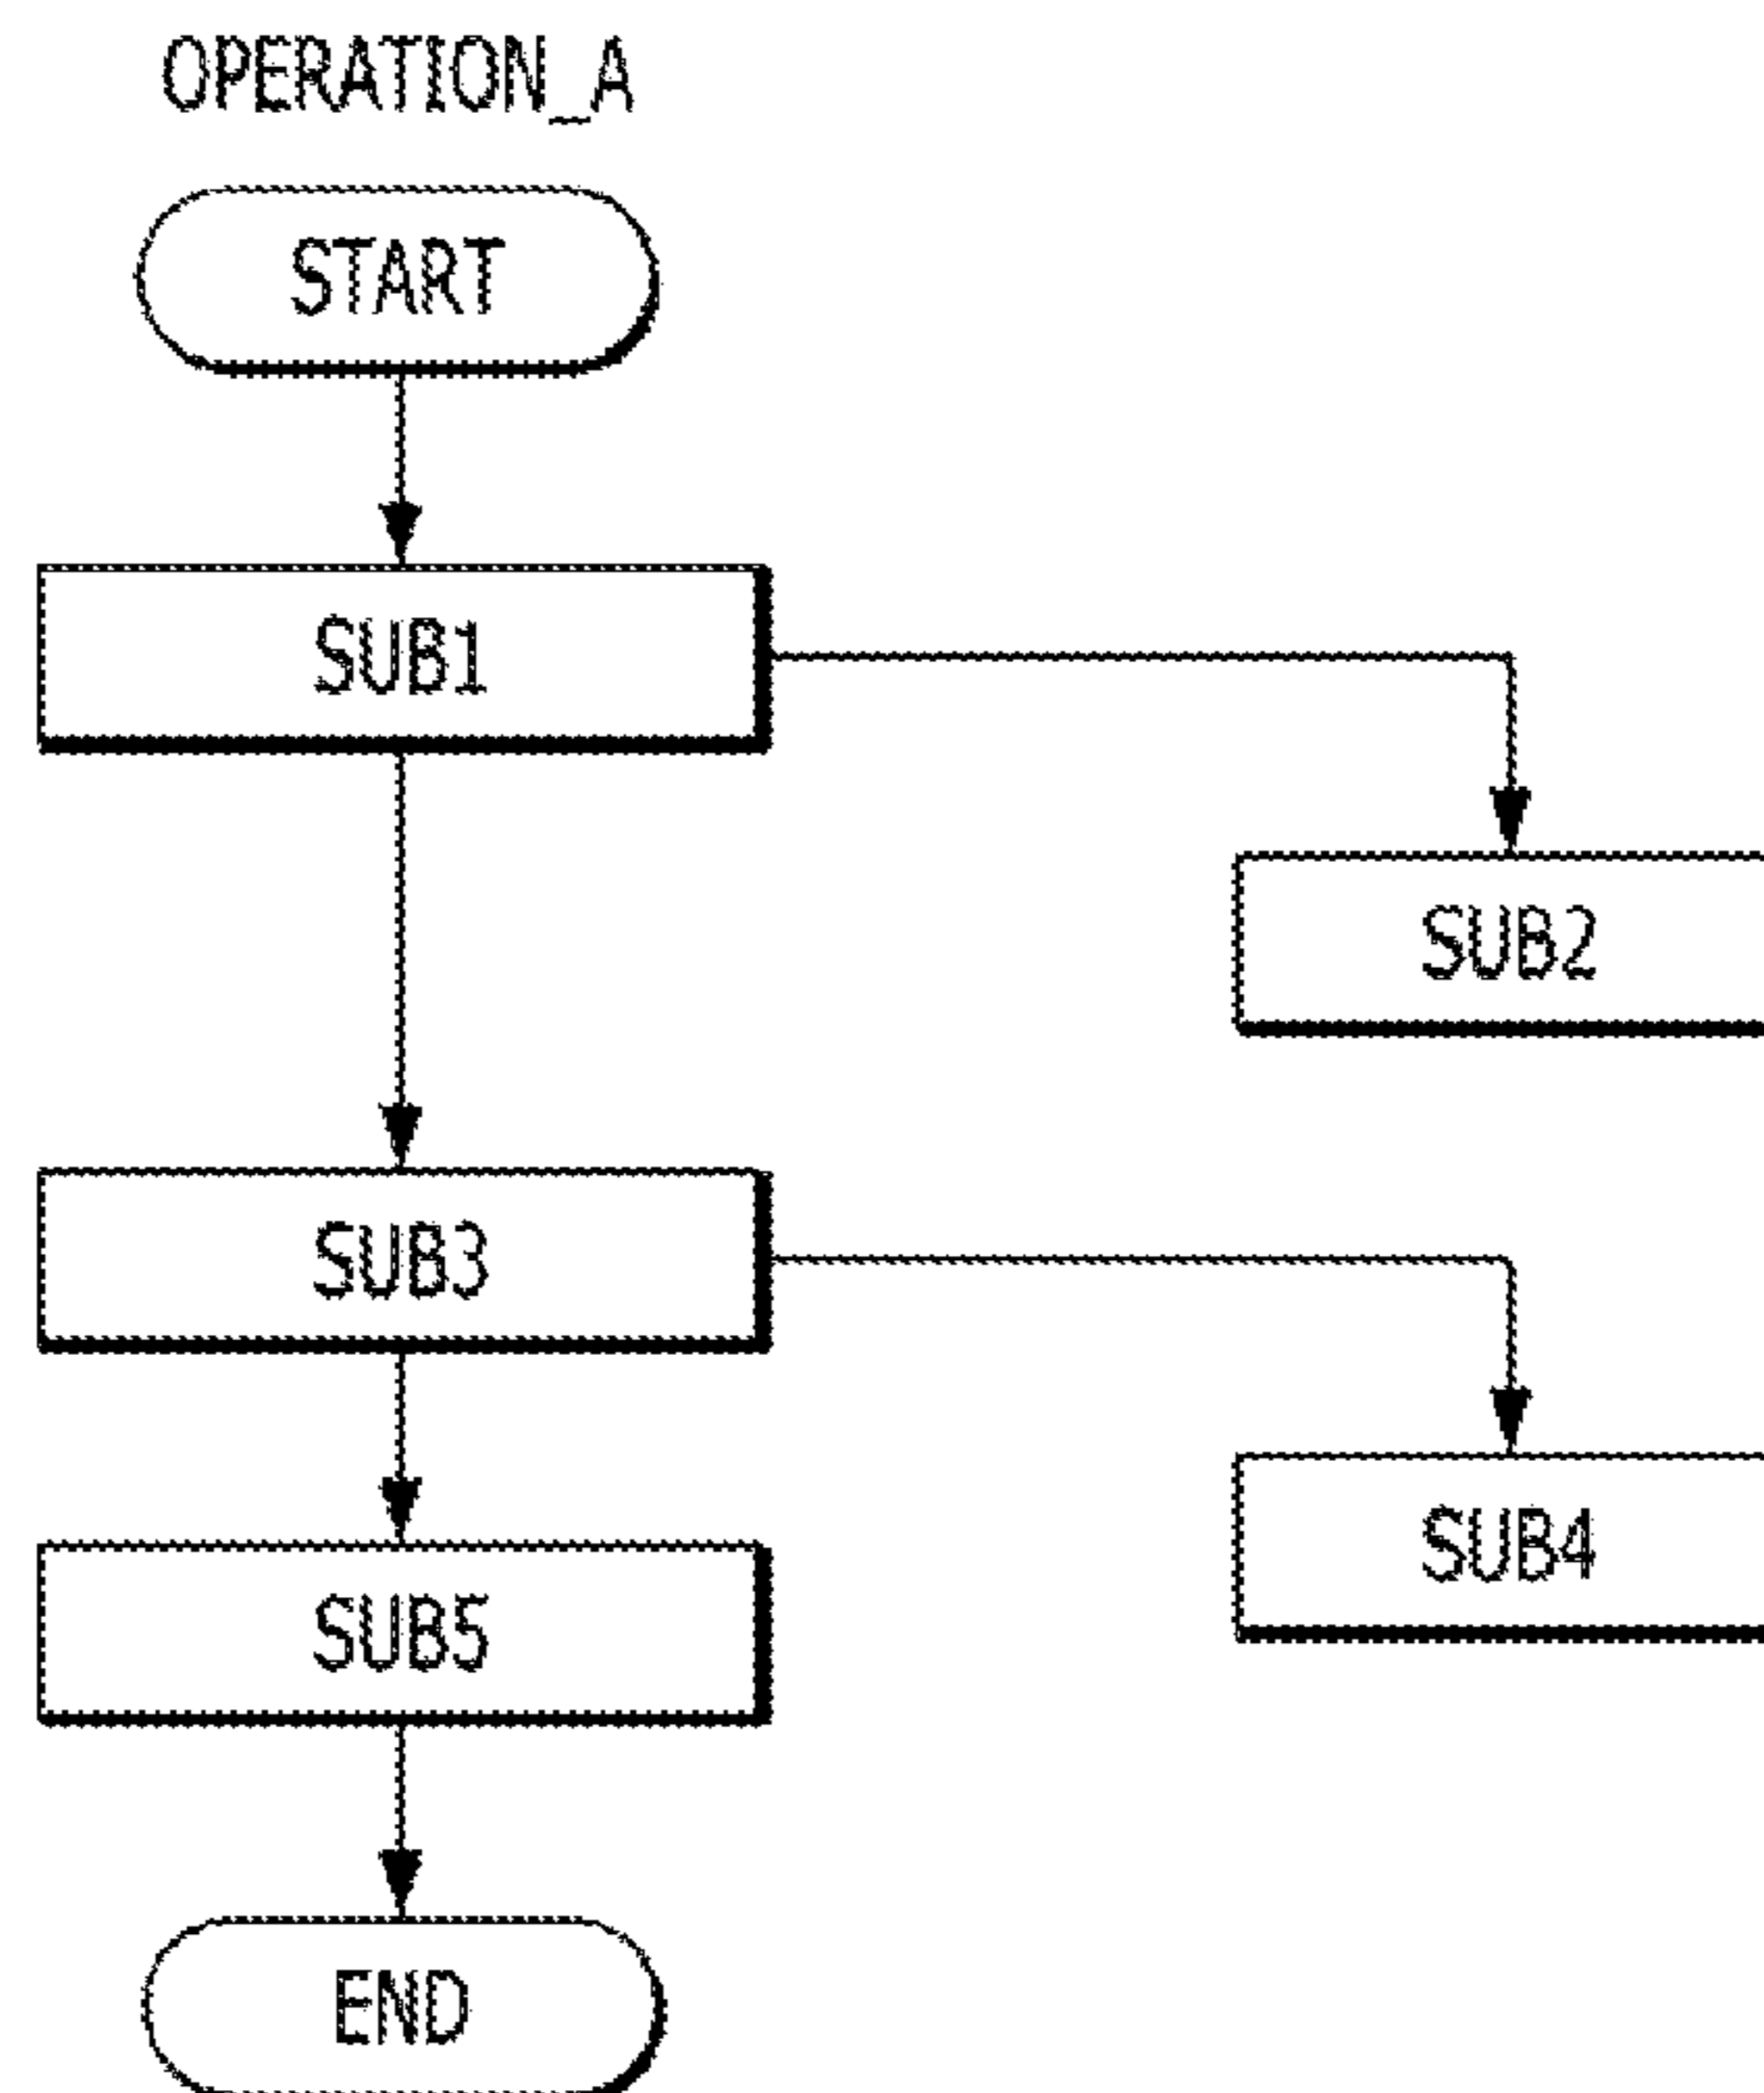 OPERATION_A
START
SUB1
SUB2
SUB3
SUB4
SUB5
END